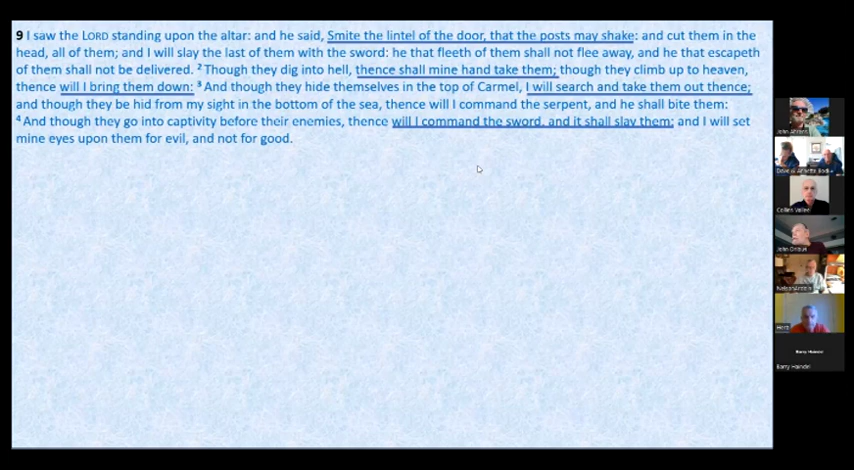 9 I saw the LORD standing upon the altar: and he said, Smite the lintel of the door, that the posts may shake: and cut them in the
head, all of them; and I will slay the last of them with the sword: he that fleeth of them shall not flee away, and he that escapeth
of them shall not be delivered. ² Though they dig into hell, thence shall mine hand take them; though they climb up to heaven,
thence will I bring them down: ³ And though they hide themselves in the top of Carmel, I will search and take them out thence;
and though they be hid from my sight in the bottom of the sea, thence will I command the serpent, and he shall bite them:
⁴ And though they go into captivity before their enemies, thence will I command the sword, and it shall slay them: and I will set
mine eyes upon them for evil, and not for good.
John
Collins
John
Herb
Barry
Barry